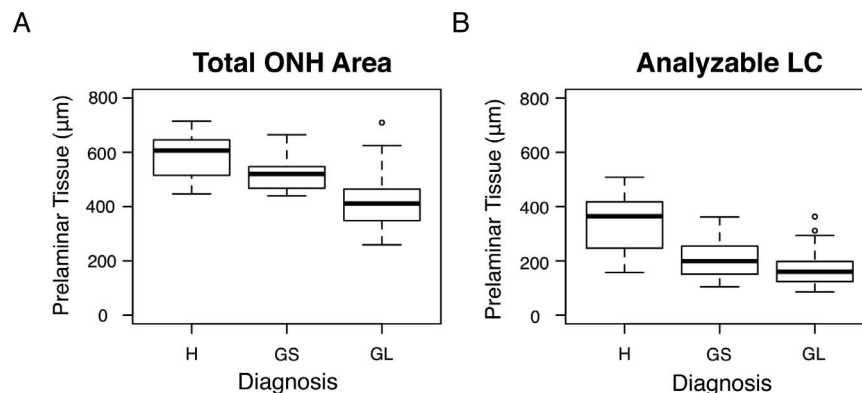 A
Total ONH Area
Prelaminar Tissue (µm)
800
600
400
200
0
H GS GL
Diagnosis
B
Analyzable LC
Prelaminar Tissue (µm)
800
600
400
200
0
H GS GL
Diagnosis